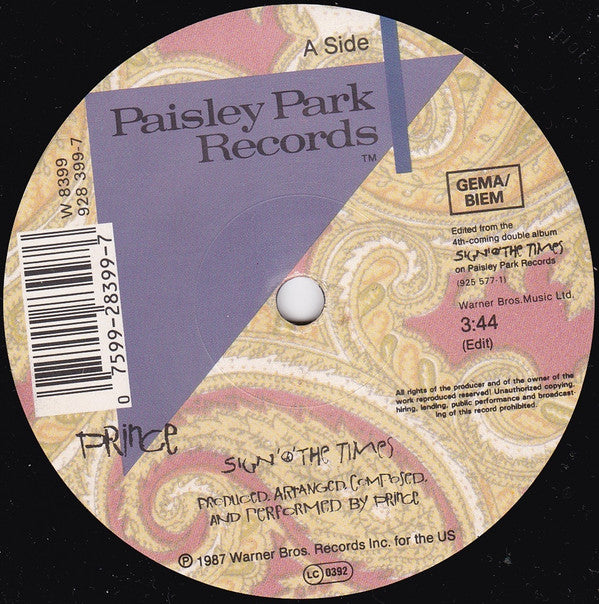 A Side
Paisley Park
Records
TM
W 8399
928 399-7
0 7599-28399-7
GEMA/
BIEM
Edited from the
4th-coming double album
SIGN "☮" THE TIMES
on Paisley Park Records
(925 577-1)
Warner Bros. Music Ltd.
3:44
(Edit)
All rights of the producer and of the owner of the
work reproduced reserved! Unauthorized copying,
hiring, lending, public performance and broadcast-
ing of this record prohibited.
PRINCE
SIGN "☮" THE TIMES
PRODUCED, ARRANGED, COMPOSED,
AND PERFORMED BY PRINCE
℗ 1987 Warner Bros. Records Inc. for the US
LC 0392